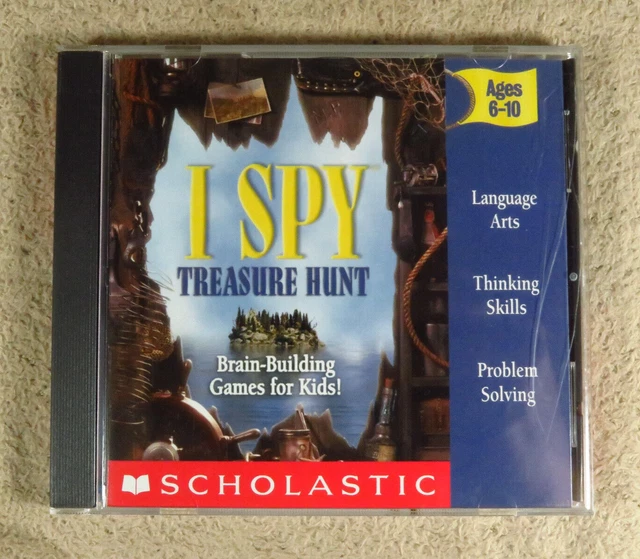 I SPY
TREASURE HUNT
Brain-Building
Games for Kids!
SCHOLASTIC
Ages
6-10
Language
Arts
Thinking
Skills
Problem
Solving